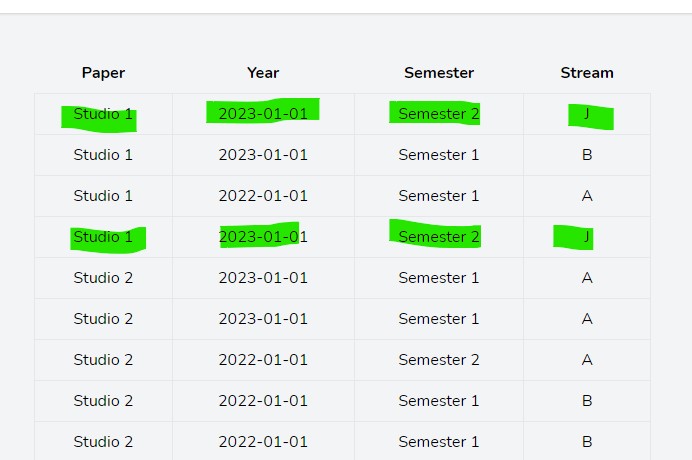 Paper Year Semester Stream
Studio 1 2023-01-01 Semester 2 J
Studio 1 2023-01-01 Semester 1 B
Studio 1 2022-01-01 Semester 1 A
Studio 1 2023-01-01 Semester 2 J
Studio 2 2023-01-01 Semester 1 A
Studio 2 2023-01-01 Semester 1 A
Studio 2 2022-01-01 Semester 2 A
Studio 2 2022-01-01 Semester 1 B
Studio 2 2022-01-01 Semester 1 B